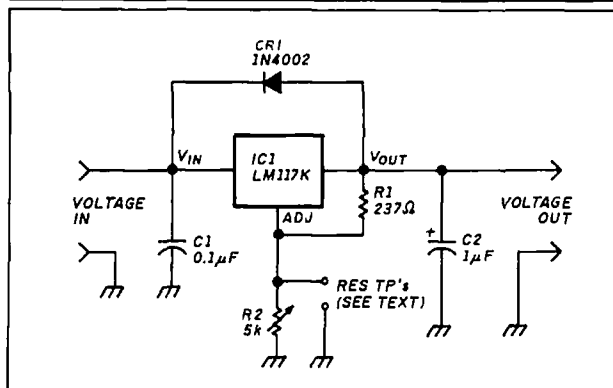 CR1
1N4002
VIN
IC1
LM117K
VOUT
ADJ
R1
237Ω
VOLTAGE
IN
C1
0.1µF
+
C2
1µF
VOLTAGE
OUT
RES TP's
(SEE TEXT)
R2
5k